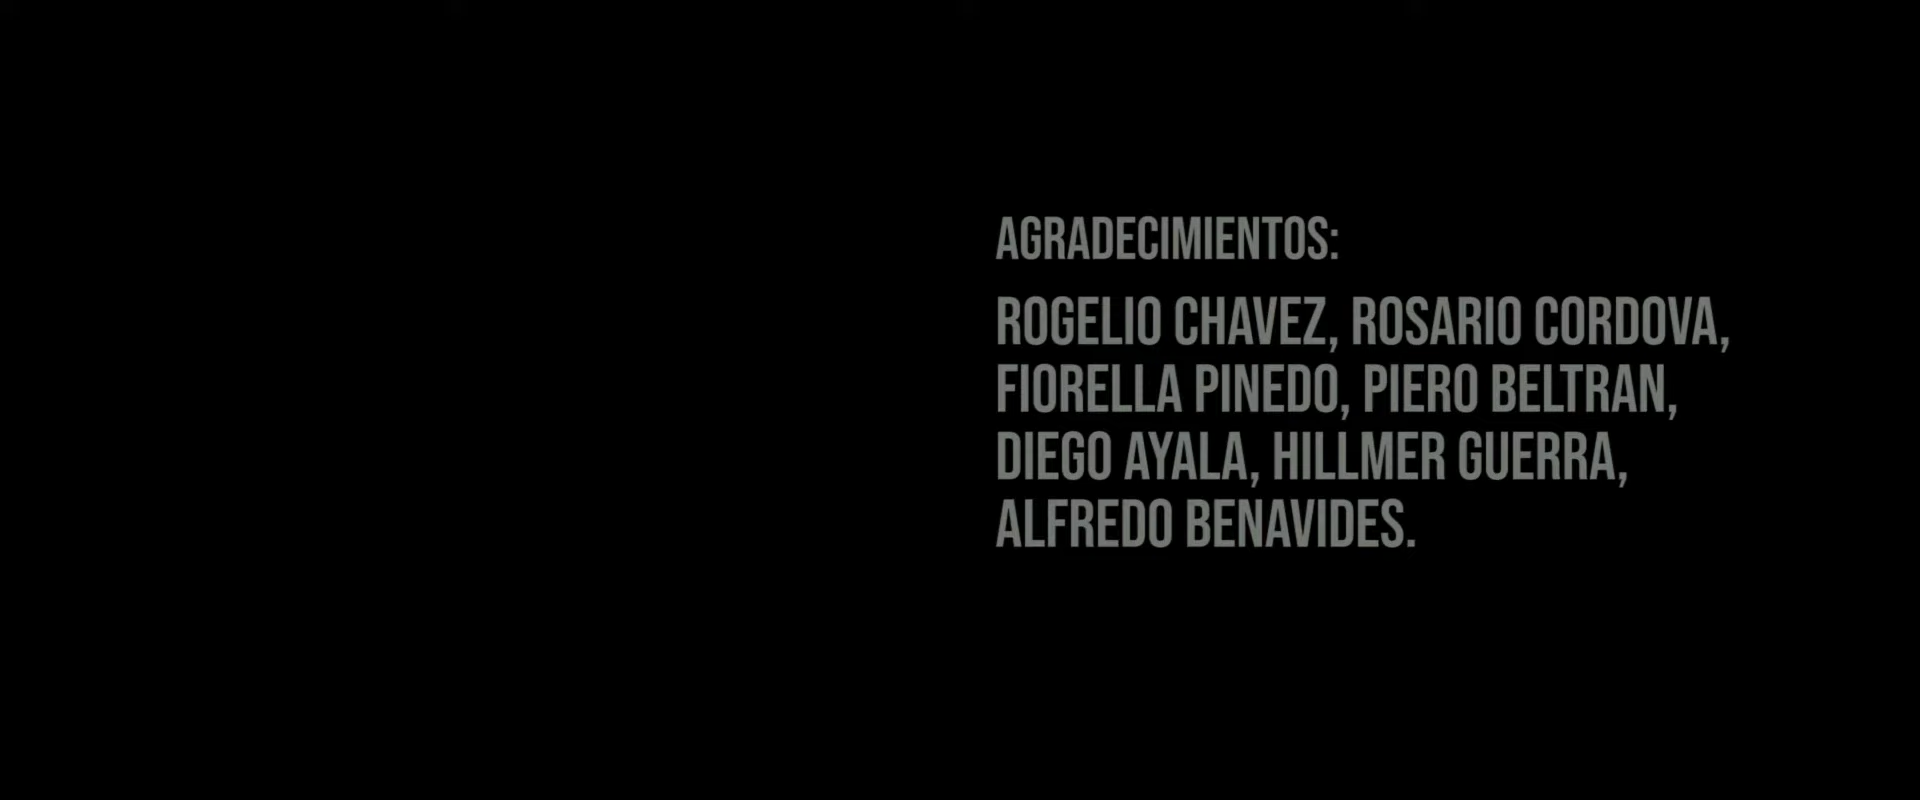 AGRADECIMIENTOS:
ROGELIO CHAVEZ, ROSARIO CORDOVA,
FIORELLA PINEDO, PIERO BELTRAN,
DIEGO AYALA, HILLMER GUERRA,
ALFREDO BENAVIDES.